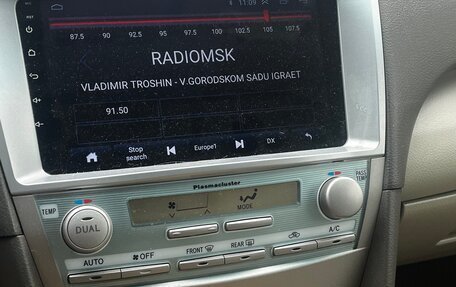 MIC
RST
11:09
87.5 90 92.5 95 97.5 100 102.5 105 107.5
RADIOMSK
VLADIMIR TROSHIN - V.GORODSKOM SADU IGRAET
91.50
Stop search Europe1 DX
Plasmacluster
TEMP
PASS TEMP
MODE
DUAL
AUTO OFF FRONT REAR A/C